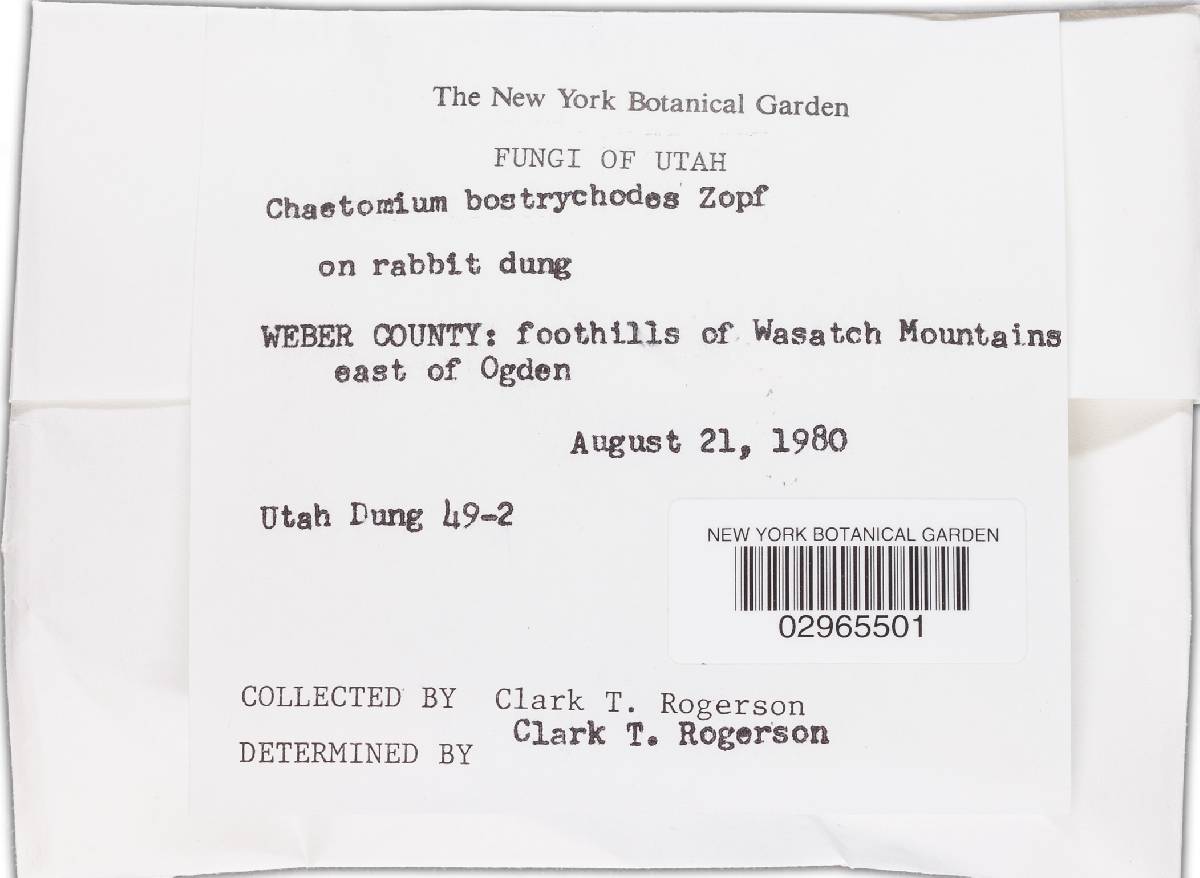 The New York Botanical Garden
FUNGI OF UTAH
Chaetomium bostrychodes Zopf
on rabbit dung
WEBER COUNTY: foothills of Wasatch Mountains
east of Ogden
August 21, 1980
Utah Dung 49-2
NEW YORK BOTANICAL GARDEN
02965501
COLLECTED BY Clark T. Rogerson
DETERMINED BY Clark T. Rogerson